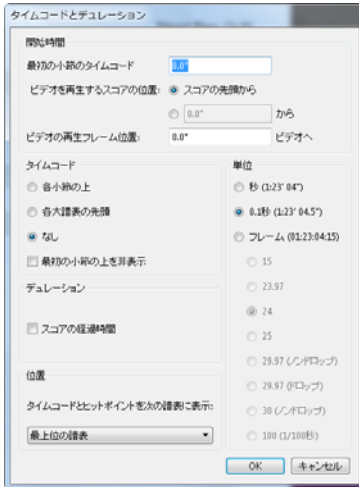 タイムコードとデュレーション
開始時間
最初の小節のタイムコード 0.0"
ビデオを再生するスコアの位置: スコアの先頭から
0.0" から
ビデオの再生フレーム位置: 0.0" ビデオへ
タイムコード
各小節の上
各大譜表の先頭
なし
最初の小節の上を非表示
デュレーション
スコアの経過時間
位置
タイムコードとヒットポイントを次の譜表に表示:
最上位の譜表
単位
秒 (1:23' 04")
0.1秒 (1:23' 04.5")
フレーム (01:23:04:15)
15
23.97
24
25
29.97 (ノンドロップ)
29.97 (ドロップ)
30 (ノンドロップ)
100 (1/100秒)
OK キャンセル